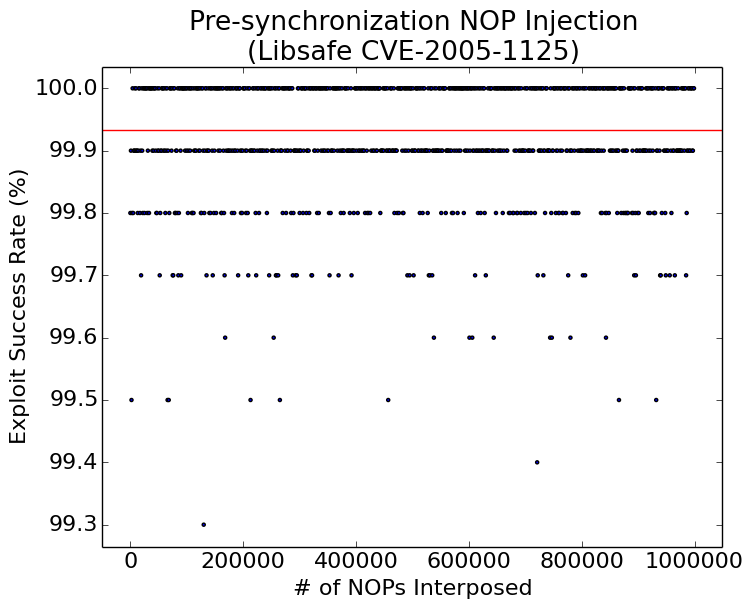 Pre-synchronization NOP Injection
(Libsafe CVE-2005-1125)
100.0
99.9
99.8
99.7
99.6
99.5
99.4
99.3
Exploit Success Rate (%)
0 200000 400000 600000 800000 1000000
# of NOPs Interposed